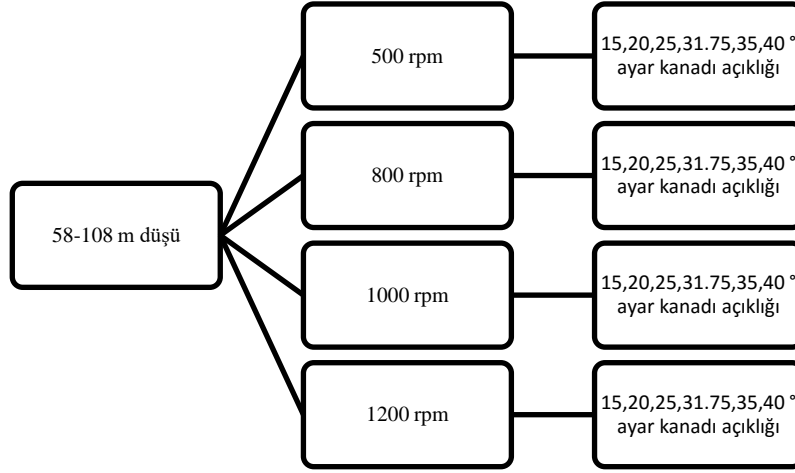 58-108 m düşü
500 rpm
15,20,25,31.75,35,40 °
ayar kanadı açıklığı
800 rpm
15,20,25,31.75,35,40 °
ayar kanadı açıklığı
1000 rpm
15,20,25,31.75,35,40 °
ayar kanadı açıklığı
1200 rpm
15,20,25,31.75,35,40 °
ayar kanadı açıklığı